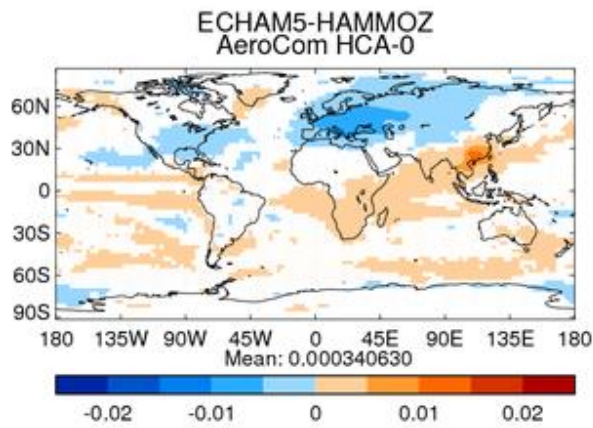 ECHAM5-HAMMOZ
AeroCom HCA-0
60N
30N
0
30S
60S
90S
180 135W 90W 45W 0 45E 90E 135E 180
Mean: 0.000340630
-0.02 -0.01 0 0.01 0.02